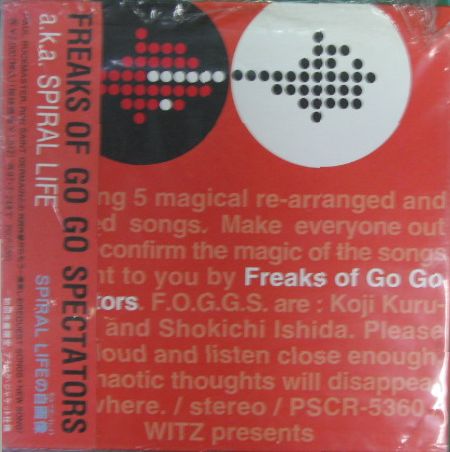 FREAKS OF GO GO SPECTATORS
a.k.a. SPIRAL LIFE
SPIRAL LIFEの自画像
ng 5 magical re-arranged and
ed songs. Make everyone out
confirm the magic of the songs
ht to you by Freaks of Go Go
tors. F.O.G.G.S. are : Koji Kuru-
and Shokichi Ishida. Please
loud and listen close enough,
haotic thoughts will disappea
where. / stereo / PSCR-5360
WITZ presents